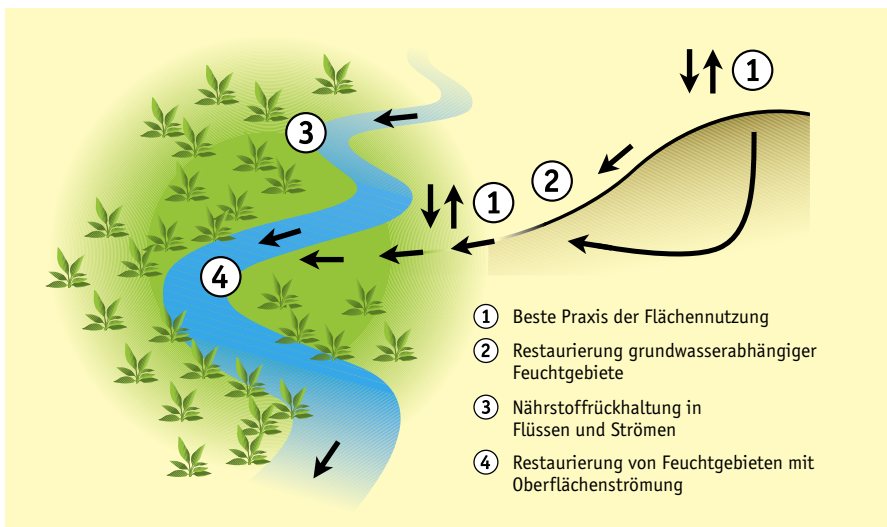 1
3
2
1
4
1 Beste Praxis der Flächennutzung
2 Restaurierung grundwasserabhängiger
Feuchtgebiete
3 Nährstoffrückhaltung in
Flüssen und Strömen
4 Restaurierung von Feuchtgebieten mit
Oberflächenströmung